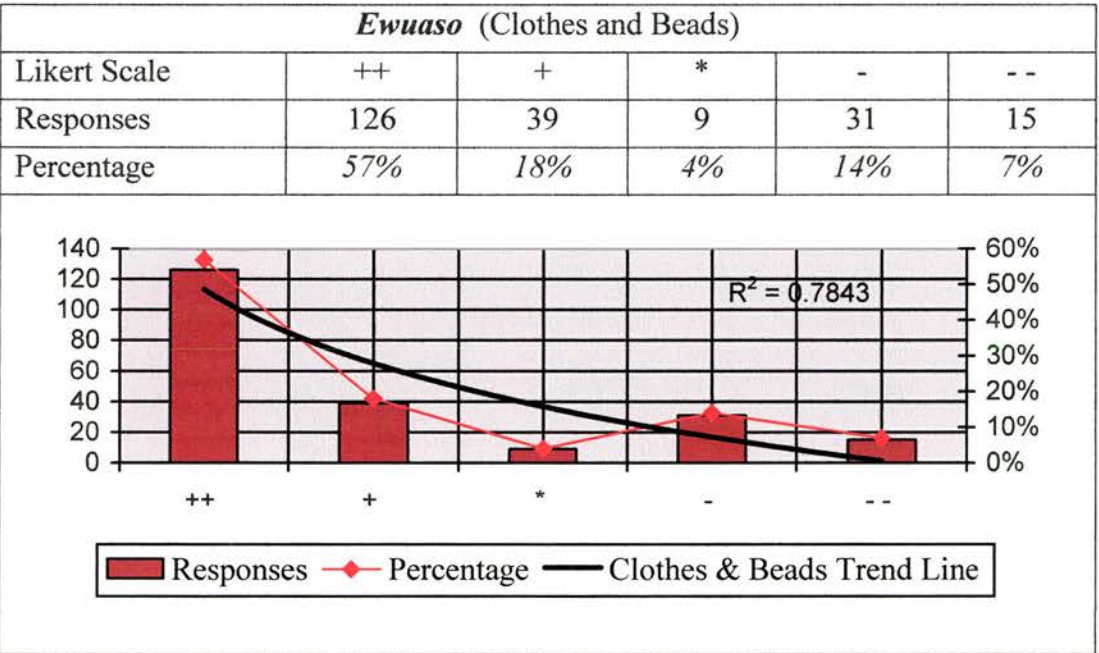 Ewuaso (Clothes and Beads)
Likert Scale ++ + * - - -
Responses 126 39 9 31 15
Percentage 57% 18% 4% 14% 7%
140 60%
120 50%
R² = 0.7843
100 40%
80 30%
60 20%
40 10%
20 0%
0
++ + * - - -
Responses Percentage Clothes & Beads Trend Line